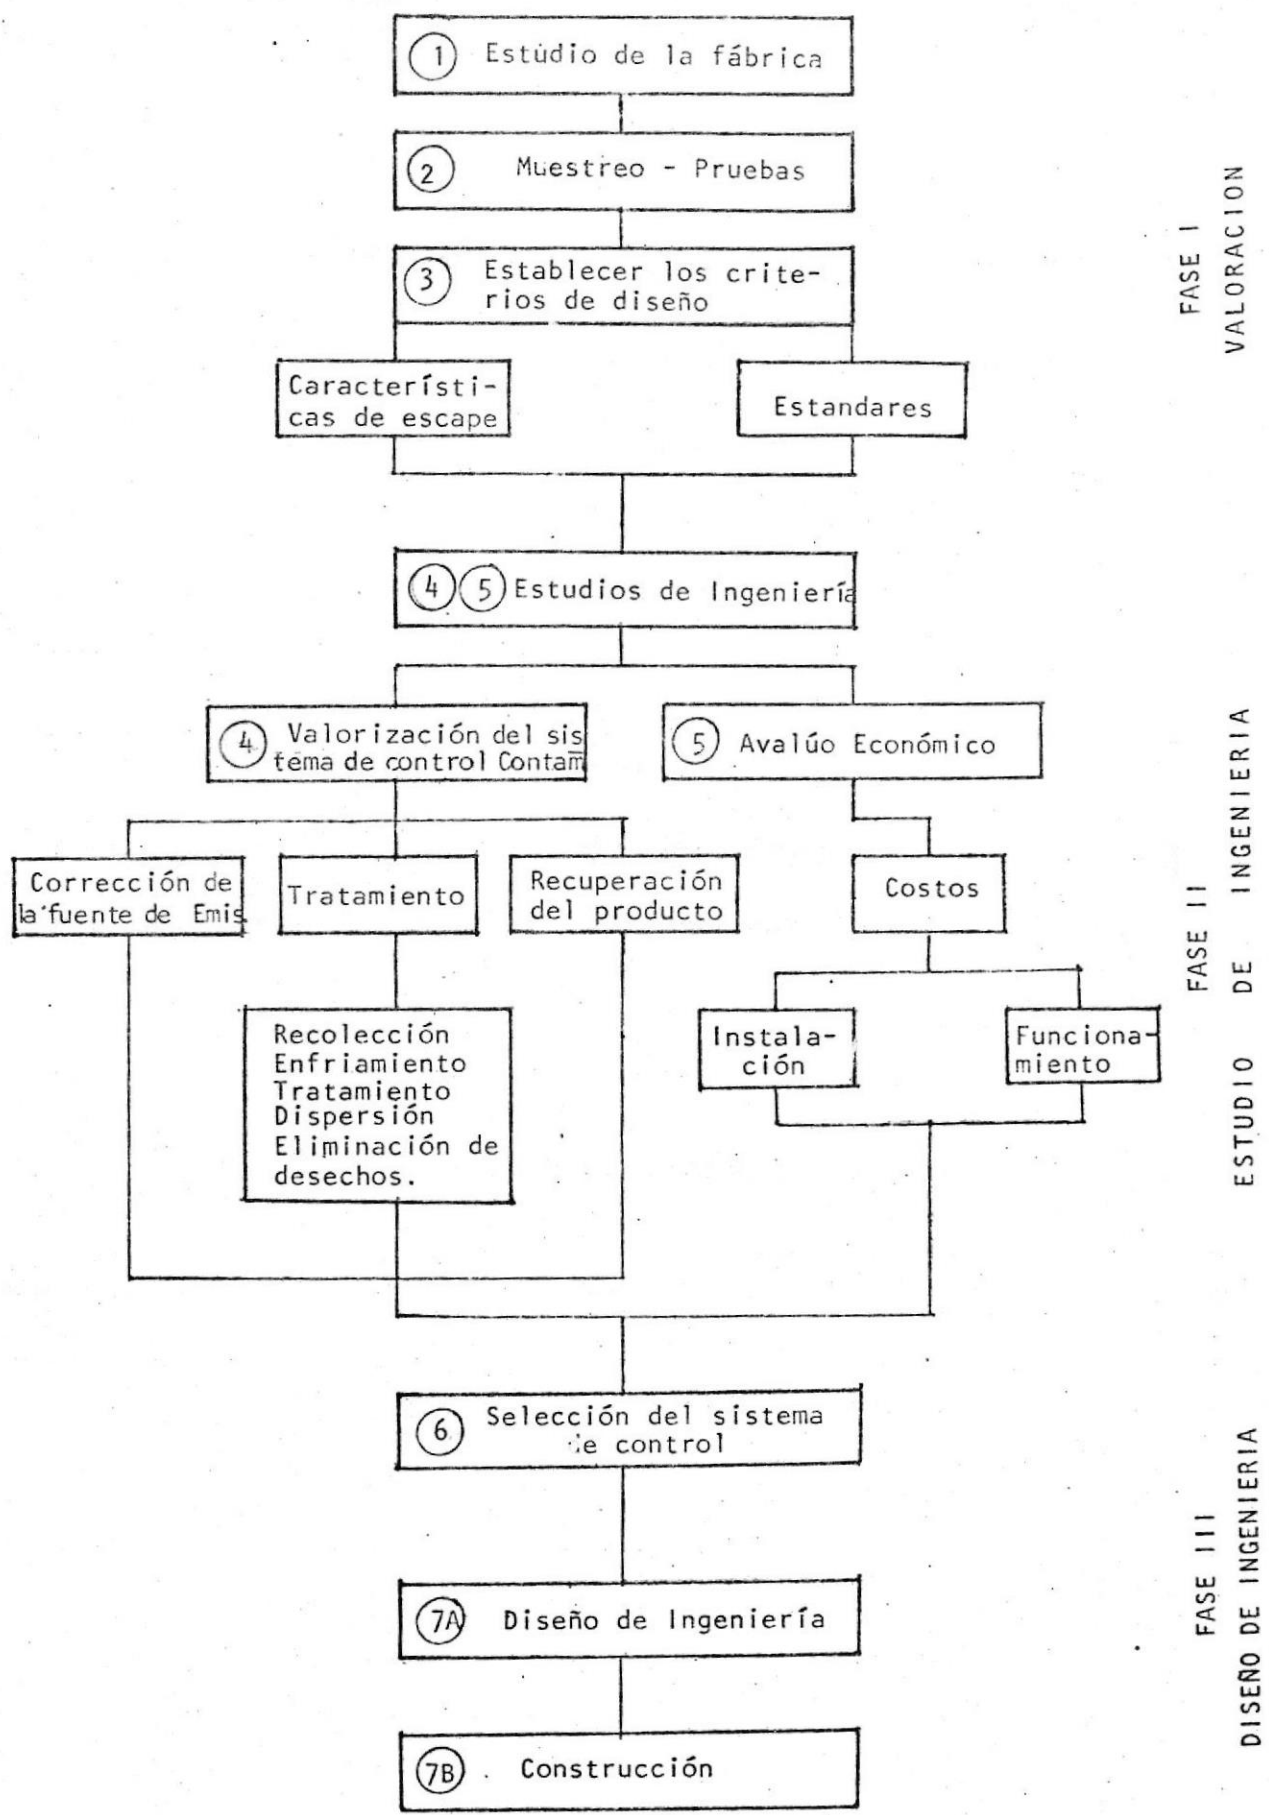 1 Estúdio de la fábrica
2 Muestreo - Pruebas
3 Establecer los crite-
rios de diseño
Característi-
cas de escape
Estandares
FASE I
VALORACION
4 5 Estudios de Ingeniería
4 Valorización del sis
tema de control Contam
5 Avalúo Económico
Corrección de
la fuente de Emis
Tratamiento
Recuperación
del producto
Costos
Recolección
Enfriamiento
Tratamiento
Dispersión
Eliminación de
desechos.
Instala-
ción
Funciona-
miento
FASE II
ESTUDIO DE INGENIERIA
6 Selección del sistema
de control
7A Diseño de Ingeniería
7B Construcción
FASE III
DISEÑO DE INGENIERIA